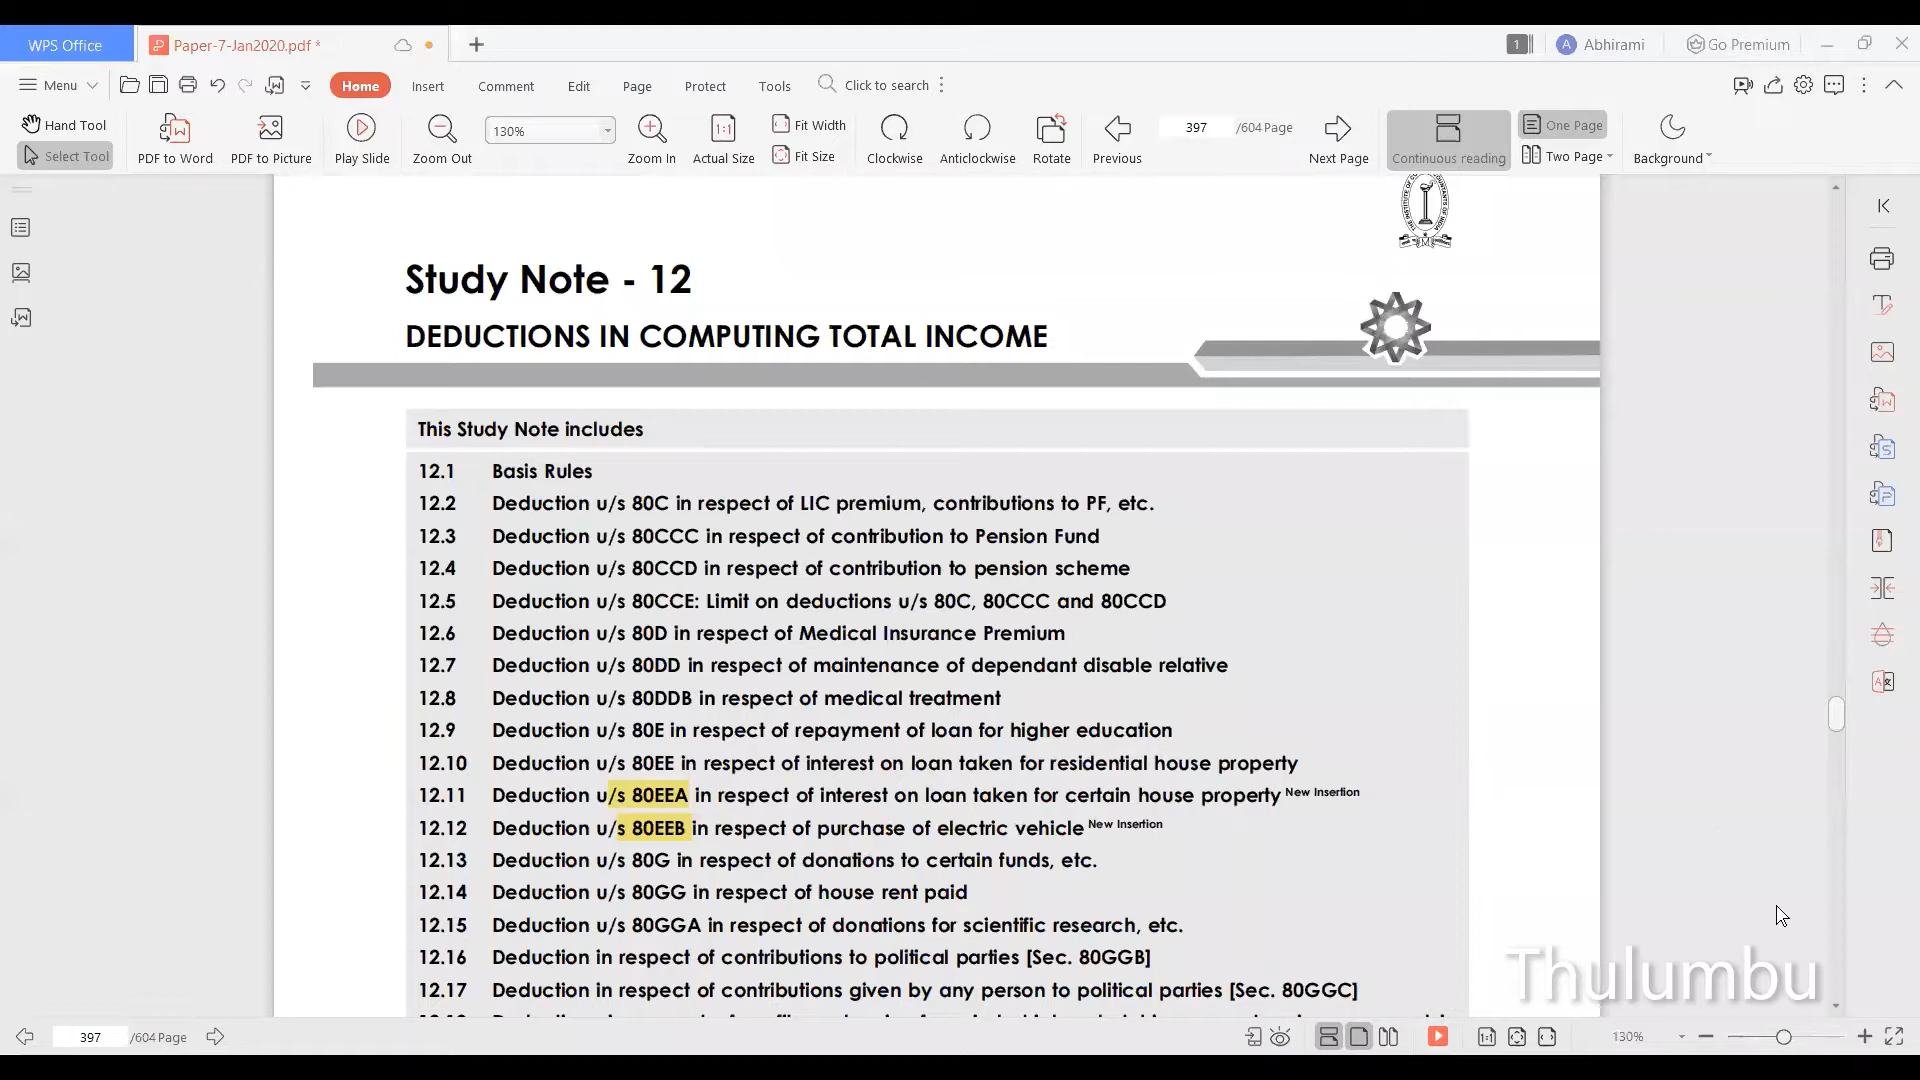 WPS Office
Paper-7-Jan2020.pdf *
1
A
Abhirami
Go Premium
Menu
Home
Insert
Comment
Edit
Page
Protect
Tools
Click to search
Hand Tool
Select Tool
PDF to Word
PDF to Picture
Play Slide
Zoom Out
130%
Zoom In
1:1
Actual Size
Fit Width
Fit Size
Clockwise
Anticlockwise
Rotate
Previous
397
/604 Page
Next Page
Continuous reading
One Page
Two Page
Background
Study Note - 12
DEDUCTIONS IN COMPUTING TOTAL INCOME
This Study Note includes
12.1 Basis Rules
12.2 Deduction u/s 80C in respect of LIC premium, contributions to PF, etc.
12.3 Deduction u/s 80CCC in respect of contribution to Pension Fund
12.4 Deduction u/s 80CCD in respect of contribution to pension scheme
12.5 Deduction u/s 80CCE: Limit on deductions u/s 80C, 80CCC and 80CCD
12.6 Deduction u/s 80D in respect of Medical Insurance Premium
12.7 Deduction u/s 80DD in respect of maintenance of dependant disable relative
12.8 Deduction u/s 80DDB in respect of medical treatment
12.9 Deduction u/s 80E in respect of repayment of loan for higher education
12.10 Deduction u/s 80EE in respect of interest on loan taken for residential house property
12.11 Deduction u/s 80EEA in respect of interest on loan taken for certain house property New Insertion
12.12 Deduction u/s 80EEB in respect of purchase of electric vehicle New Insertion
12.13 Deduction u/s 80G in respect of donations to certain funds, etc.
12.14 Deduction u/s 80GG in respect of house rent paid
12.15 Deduction u/s 80GGA in respect of donations for scientific research, etc.
12.16 Deduction in respect of contributions to political parties [Sec. 80GGB]
12.17 Deduction in respect of contributions given by any person to political parties [Sec. 80GGC]
Thulumbu
397
/604 Page
1:1
130%